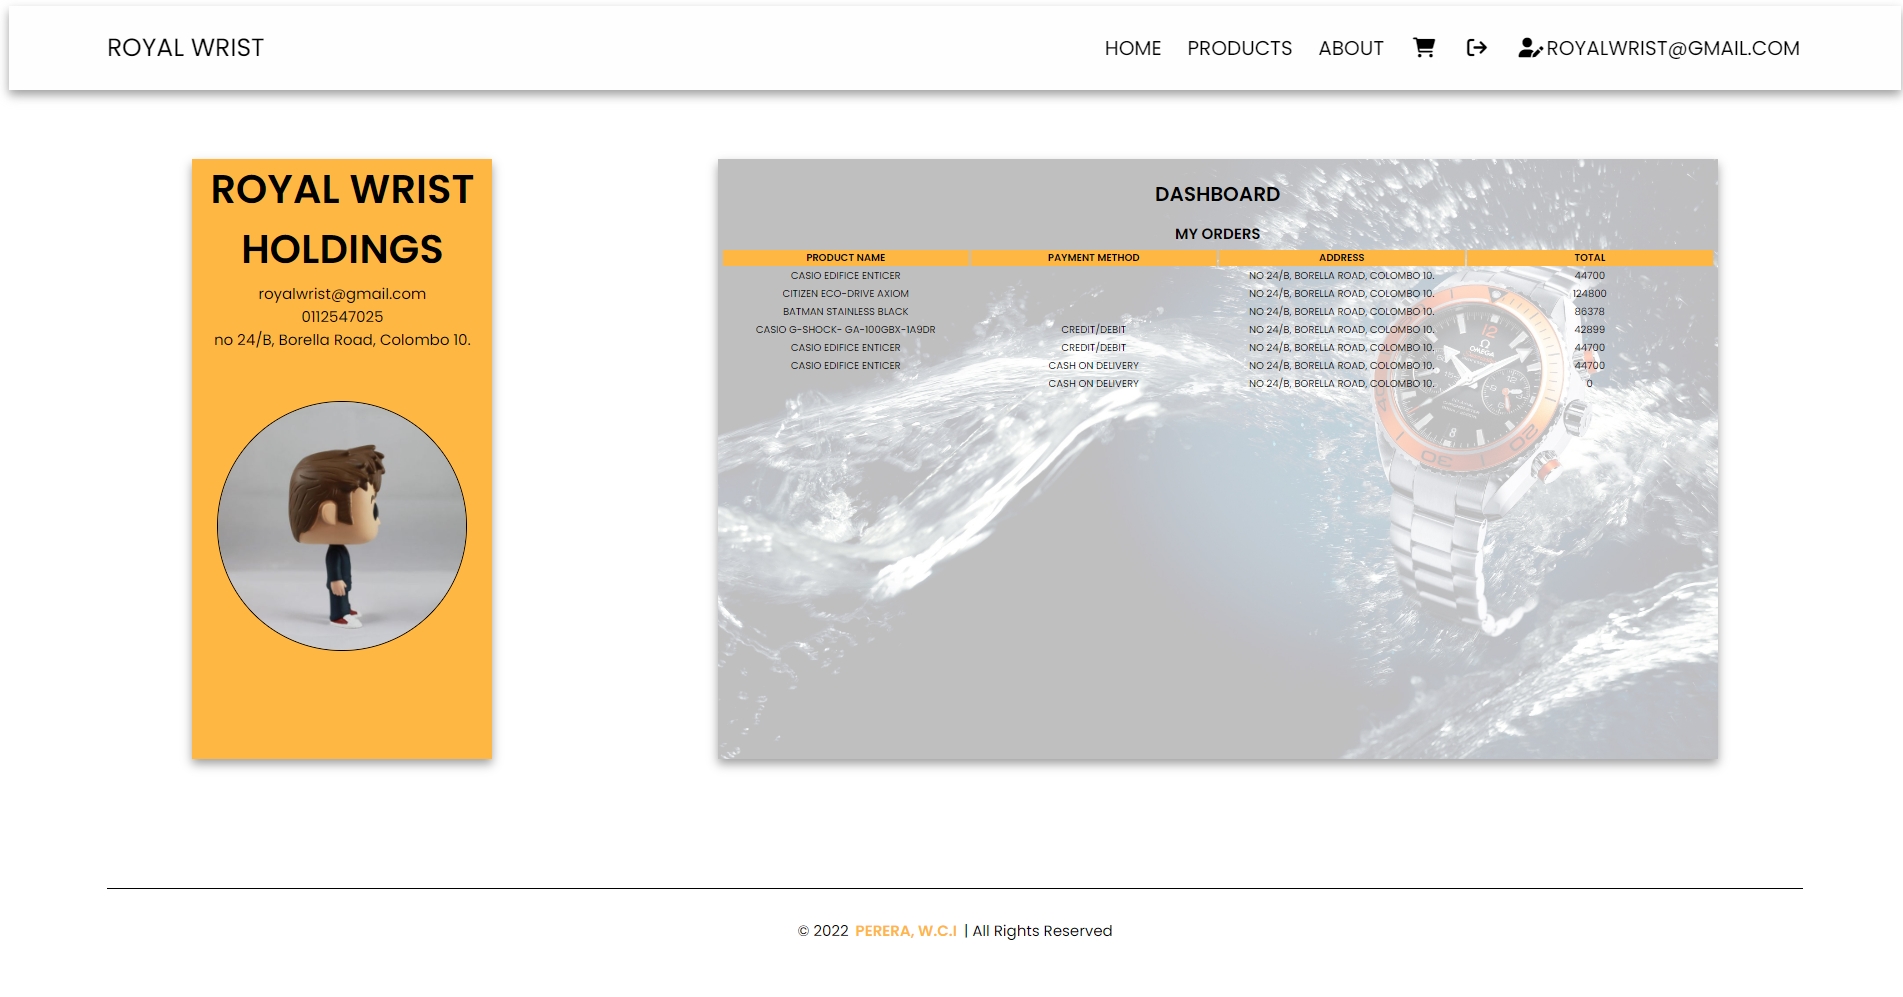 ROYAL WRIST
HOME PRODUCTS ABOUT ROYALWRIST@GMAIL.COM
ROYAL WRIST
HOLDINGS
royalwrist@gmail.com
0112547025
no 24/B, Borella Road, Colombo 10.
DASHBOARD
MY ORDERS
PRODUCT NAME PAYMENT METHOD ADDRESS TOTAL
CASIO EDIFICE ENTICER NO 24/B, BORELLA ROAD, COLOMBO 10. 44700
CITIZEN ECO-DRIVE AXIOM NO 24/B, BORELLA ROAD, COLOMBO 10. 124800
BATMAN STAINLESS BLACK NO 24/B, BORELLA ROAD, COLOMBO 10. 86378
CASIO G-SHOCK- GA-100GBX-1A9DR CREDIT/DEBIT NO 24/B, BORELLA ROAD, COLOMBO 10. 42899
CASIO EDIFICE ENTICER CREDIT/DEBIT NO 24/B, BORELLA ROAD, COLOMBO 10. 44700
CASIO EDIFICE ENTICER CASH ON DELIVERY NO 24/B, BORELLA ROAD, COLOMBO 10. 44700
CASH ON DELIVERY NO 24/B, BORELLA ROAD, COLOMBO 10. 0
12
OMEGA
20
30
40
© 2022 PERERA, W.C.I | All Rights Reserved